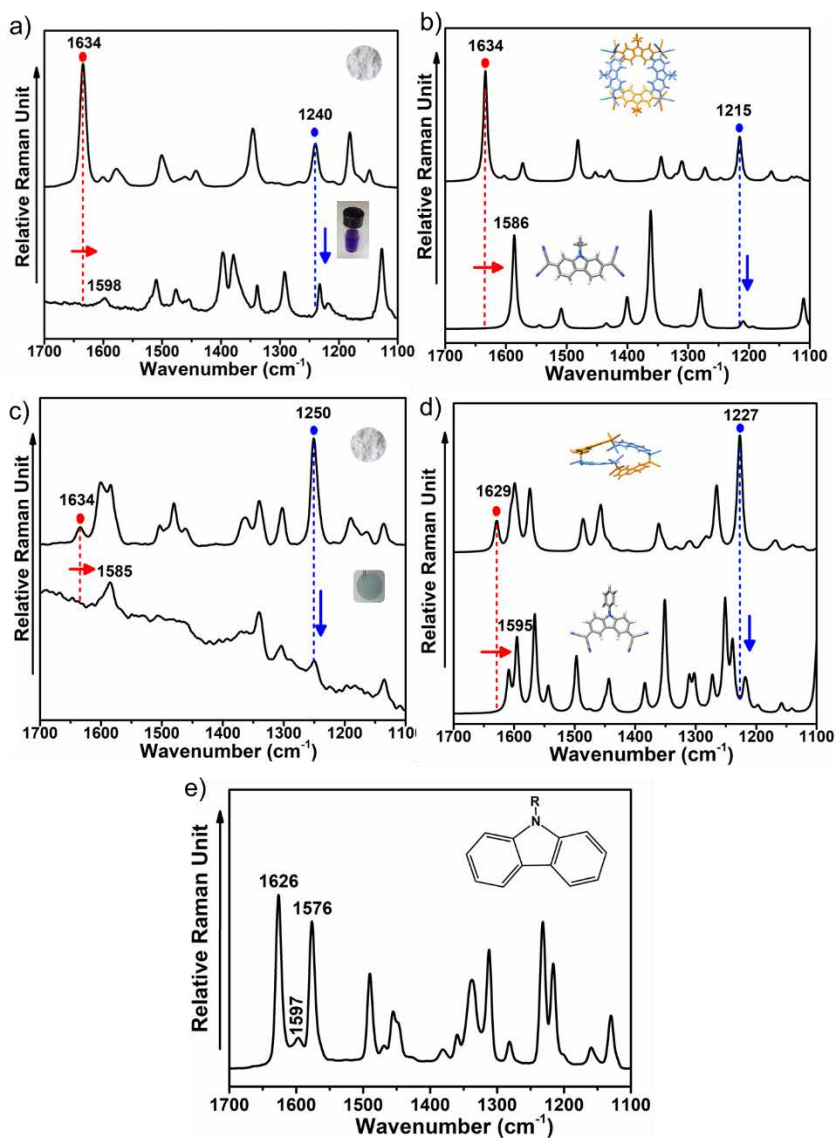 a)
1634
1240
1598
Relative Raman Unit
1700 1600 1500 1400 1300 1200 1100
Wavenumber (cm-1)
b)
1634
1215
1586
Relative Raman Unit
1700 1600 1500 1400 1300 1200 1100
Wavenumber (cm-1)
c)
1250
1634
1585
Relative Raman Unit
1700 1600 1500 1400 1300 1200 1100
Wavenumber (cm-1)
d)
1227
1629
1595
Relative Raman Unit
1700 1600 1500 1400 1300 1200 1100
Wavenumber (cm-1)
e)
R
N
1626
1576
1597
Relative Raman Unit
1700 1600 1500 1400 1300 1200 1100
Wavenumber (cm-1)